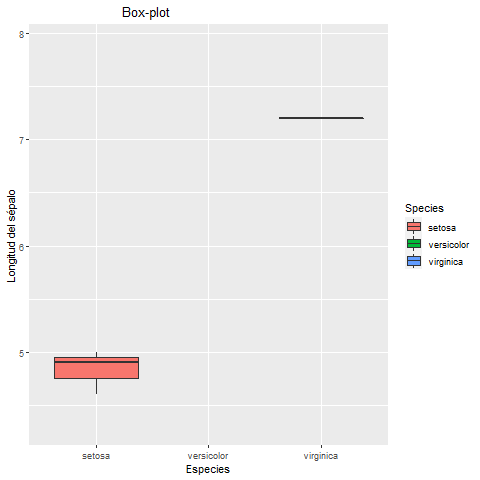 Box-plot
8
7
6
5
Longitud del sépalo
setosa versicolor virginica
Especies
Species
setosa
versicolor
virginica